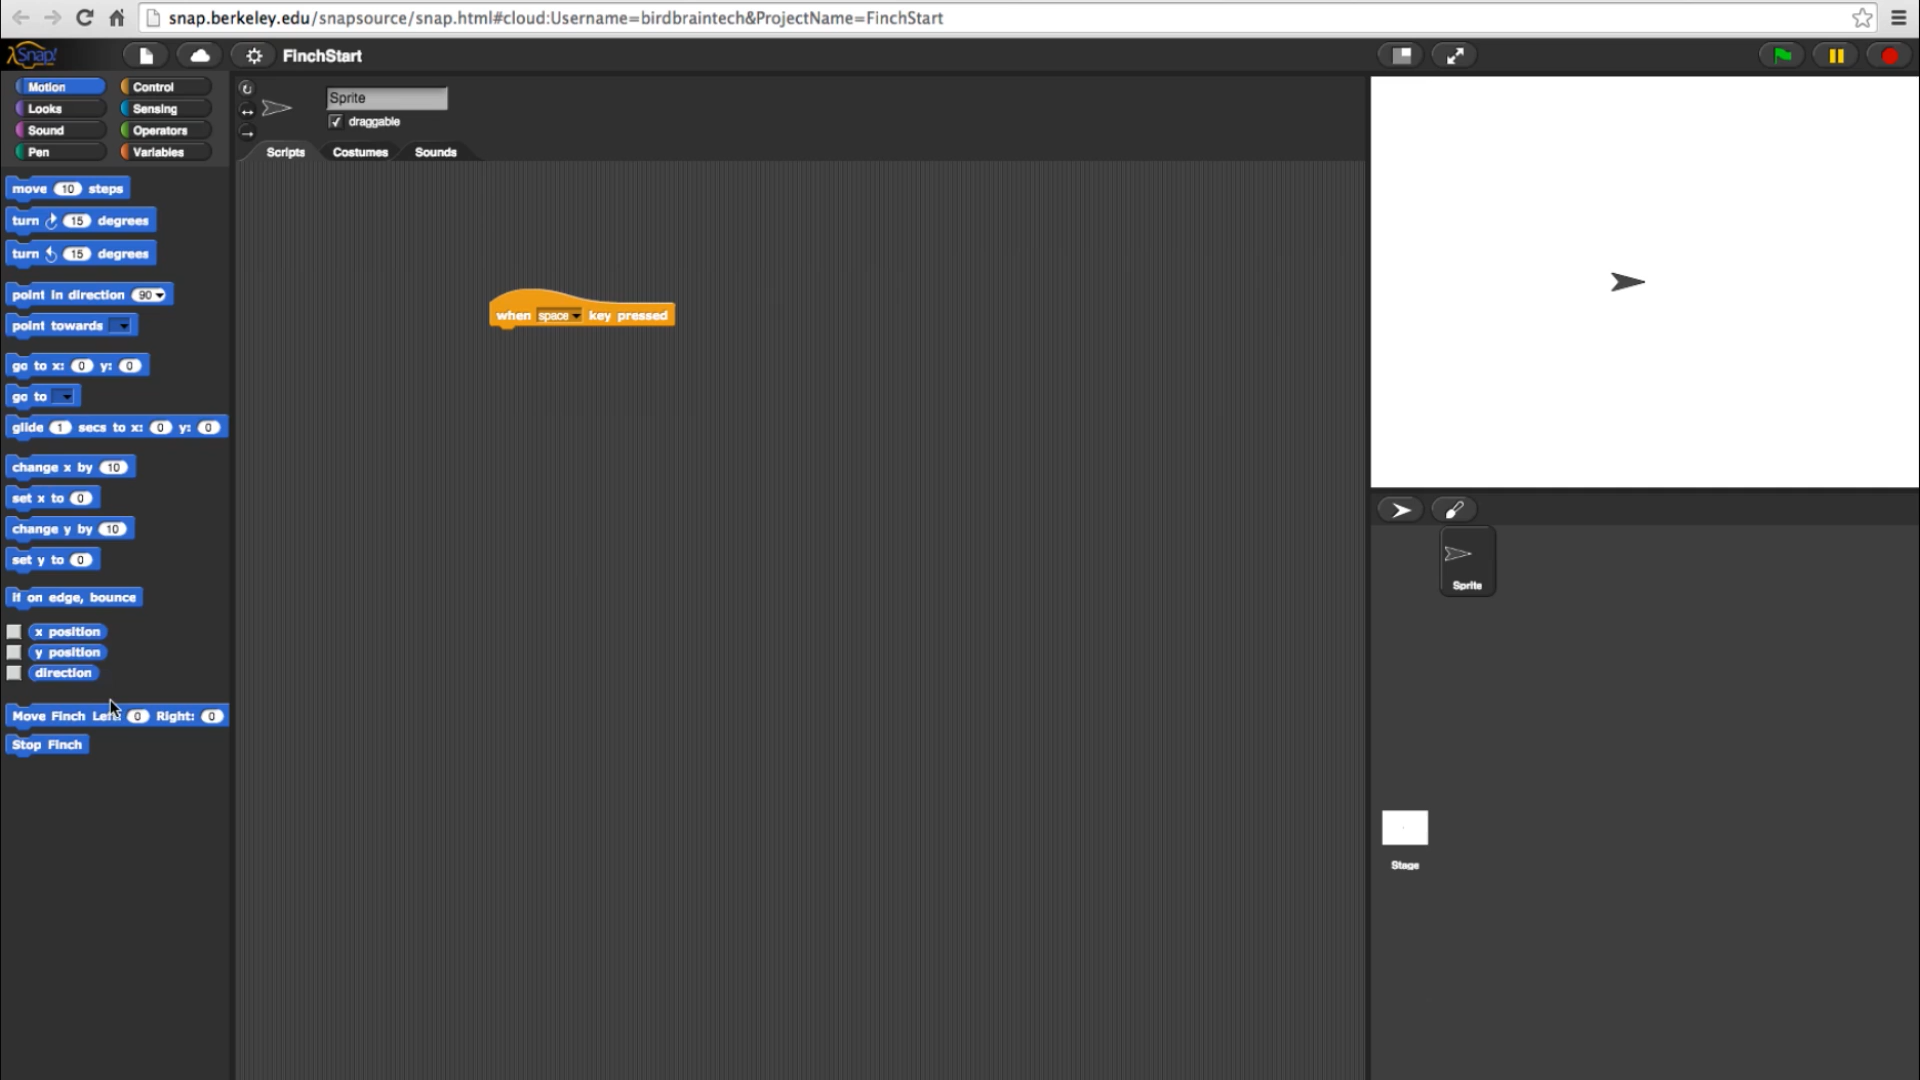 snap.berkeley.edu/snapsource/snap.html#cloud:Username=birdbraintech&ProjectName=FinchStart
Snap!
FinchStart
Motion
Control
Looks
Sensing
Sound
Operators
Pen
Variables
Sprite
draggable
Scripts
Costumes
Sounds
move 10 steps
turn 15 degrees
turn 15 degrees
point in direction 90
point towards
go to x: 0 y: 0
go to
glide 1 secs to x: 0 y: 0
change x by 10
set x to 0
change y by 10
set y to 0
if on edge, bounce
x position
y position
direction
Move Finch Left: 0 Right: 0
Stop Finch
when space key pressed
Sprite
Stage